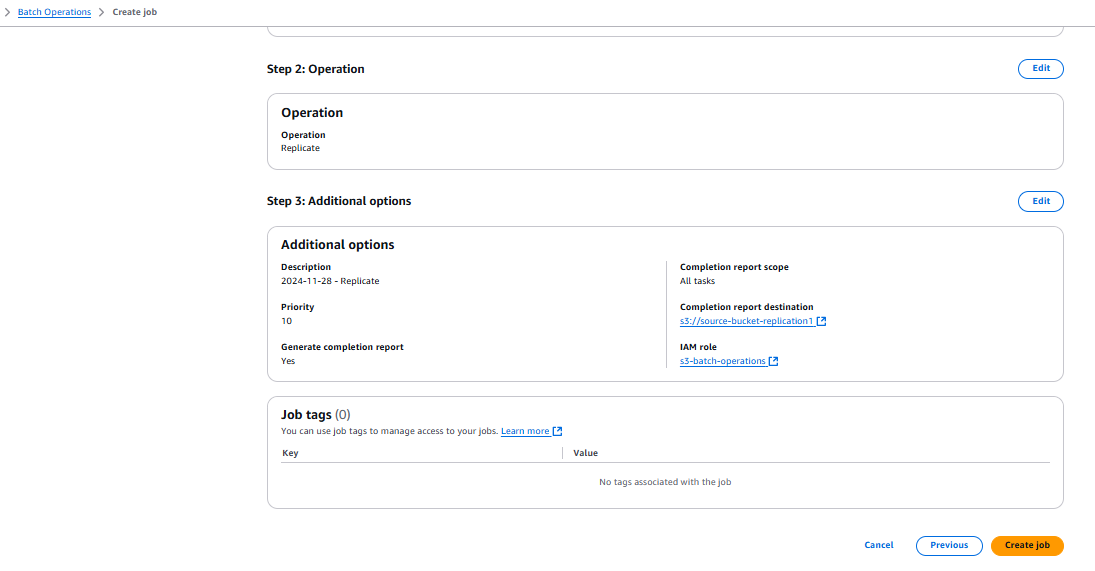 Batch Operations > Create job
Step 2: Operation
Edit
Operation
Operation
Replicate
Step 3: Additional options
Edit
Additional options
Description
2024-11-28 - Replicate
Priority
10
Generate completion report
Yes
Completion report scope
All tasks
Completion report destination
s3://source-bucket-replication1
IAM role
s3-batch-operations
Job tags (0)
You can use job tags to manage access to your jobs. Learn more
Key
Value
No tags associated with the job
Cancel
Previous
Create job